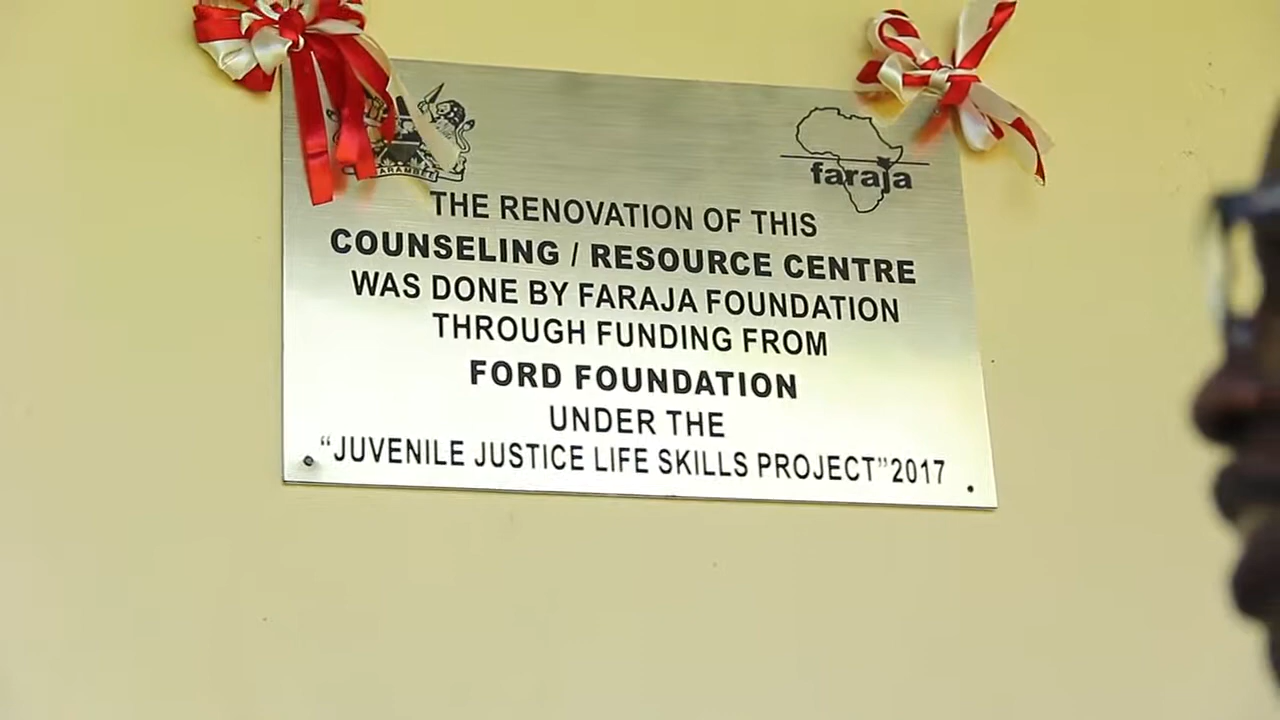 HARAMBEE
faraja
THE RENOVATION OF THIS
COUNSELING / RESOURCE CENTRE
WAS DONE BY FARAJA FOUNDATION
THROUGH FUNDING FROM
FORD FOUNDATION
UNDER THE
“JUVENILE JUSTICE LIFE SKILLS PROJECT”2017